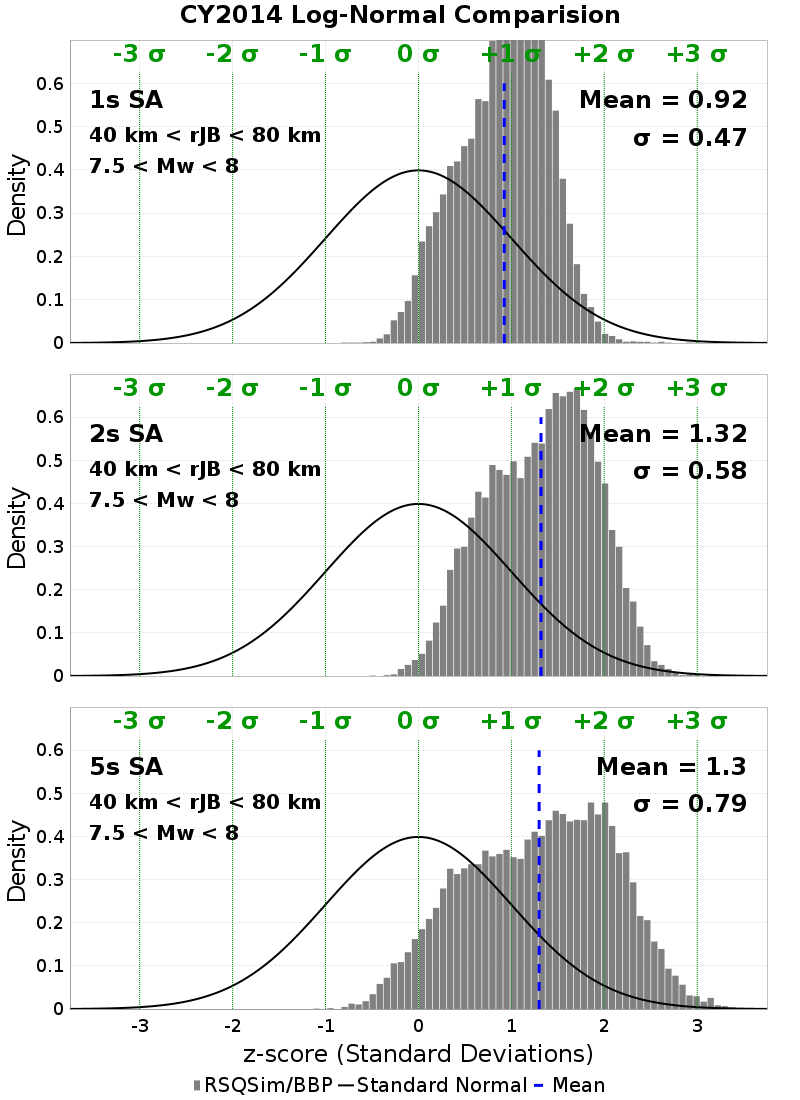 CY2014 Log-Normal Comparision
-3 σ -2 σ -1 σ 0 σ +1 σ +2 σ +3 σ
1s SA
Mean = 0.92
40 km < rJB < 80 km
σ = 0.47
7.5 < Mw < 8
0.6
0.5
0.4
0.3
0.2
0.1
0
Density
-3 σ -2 σ -1 σ 0 σ +1 σ +2 σ +3 σ
2s SA
Mean = 1.32
40 km < rJB < 80 km
σ = 0.58
7.5 < Mw < 8
0.6
0.5
0.4
0.3
0.2
0.1
0
Density
-3 σ -2 σ -1 σ 0 σ +1 σ +2 σ +3 σ
5s SA
Mean = 1.3
40 km < rJB < 80 km
σ = 0.79
7.5 < Mw < 8
0.6
0.5
0.4
0.3
0.2
0.1
0
Density
-3 -2 -1 0 1 2 3
z-score (Standard Deviations)
RSQSim/BBP Standard Normal Mean